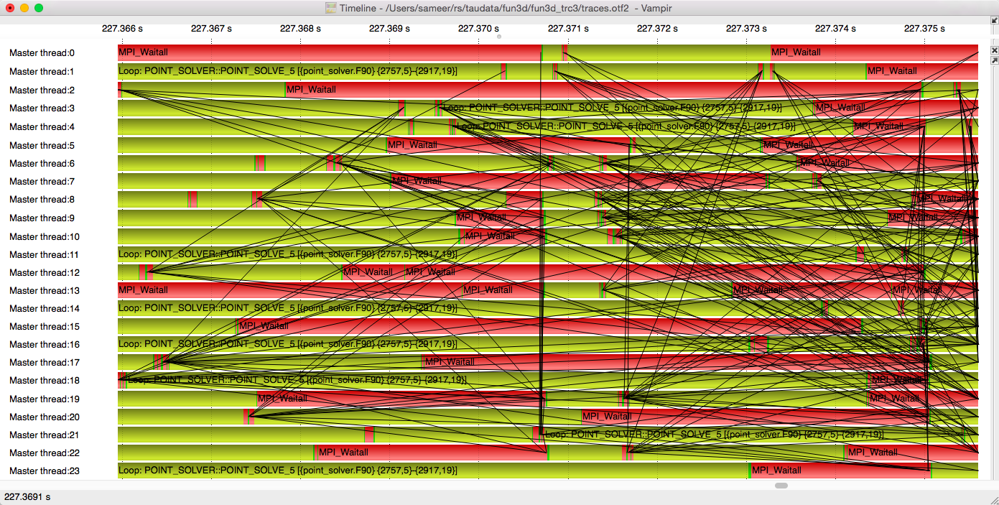 Timeline - /Users/sameer/rs/taudata/fun3d/fun3d_trc3/traces.otf2 - Vampir
227.366 s 227.367 s 227.368 s 227.369 s 227.370 s 227.371 s 227.372 s 227.373 s 227.374 s 227.375 s
Master thread:0 MPI_Waitall MPI_Waitall
Master thread:1 Loop: POINT_SOLVER::POINT_SOLVE_5 [{point_solver.F90} {2757,5}-{2917,19}] MPI_Waitall
Master thread:2 MPI_Waitall
Master thread:3 Loop: POINT_SOLVER::POINT_SOLVE_5 [{point_solver.F90} {2757,5}-{2917,19}] MPI_Waitall
Master thread:4 Loop: POINT_SOLVER::POINT_SOLVE_5 [{point_solver.F90} {2757,5}-{2917,19}] MPI_Waitall
Master thread:5 MPI_Waitall MPI_Waitall
Master thread:6 MPI_Waitall
Master thread:7 MPI_Waitall
Master thread:8 MPI_Waitall
Master thread:9 MPI_Waitall MPI_Waitall
Master thread:10 MPI_Waitall
Master thread:11 Loop: POINT_SOLVER::POINT_SOLVE_5 [{point_solver.F90} {2757,5}-{2917,19}]
Master thread:12 MPI_Waitall MPI_Waitall
Master thread:13 MPI_Waitall MPI_Waitall MPI_Waitall MPI_Waitall
Master thread:14 Loop: POINT_SOLVER::POINT_SOLVE_5 [{point_solver.F90} {2757,5}-{2917,19}]
Master thread:15 MPI_Waitall
Master thread:16 Loop: POINT_SOLVER::POINT_SOLVE_5 [{point_solver.F90} {2757,5}-{2917,19}]
Master thread:17 MPI_Waitall
Master thread:18 Loop: POINT_SOLVER::POINT_SOLVE_5 [{point_solver.F90} {2757,5}-{2917,19}] MPI_Waitall
Master thread:19 MPI_Waitall MPI_Waitall
Master thread:20 MPI_Waitall
Master thread:21 Loop: POINT_SOLVER::POINT_SOLVE_5 [{point_solver.F90} {2757,5}-{2917,19}]
Master thread:22 MPI_Waitall MPI_Waitall
Master thread:23 Loop: POINT_SOLVER::POINT_SOLVE_5 [{point_solver.F90} {2757,5}-{2917,19}] MPI_Waitall
227.3691 s